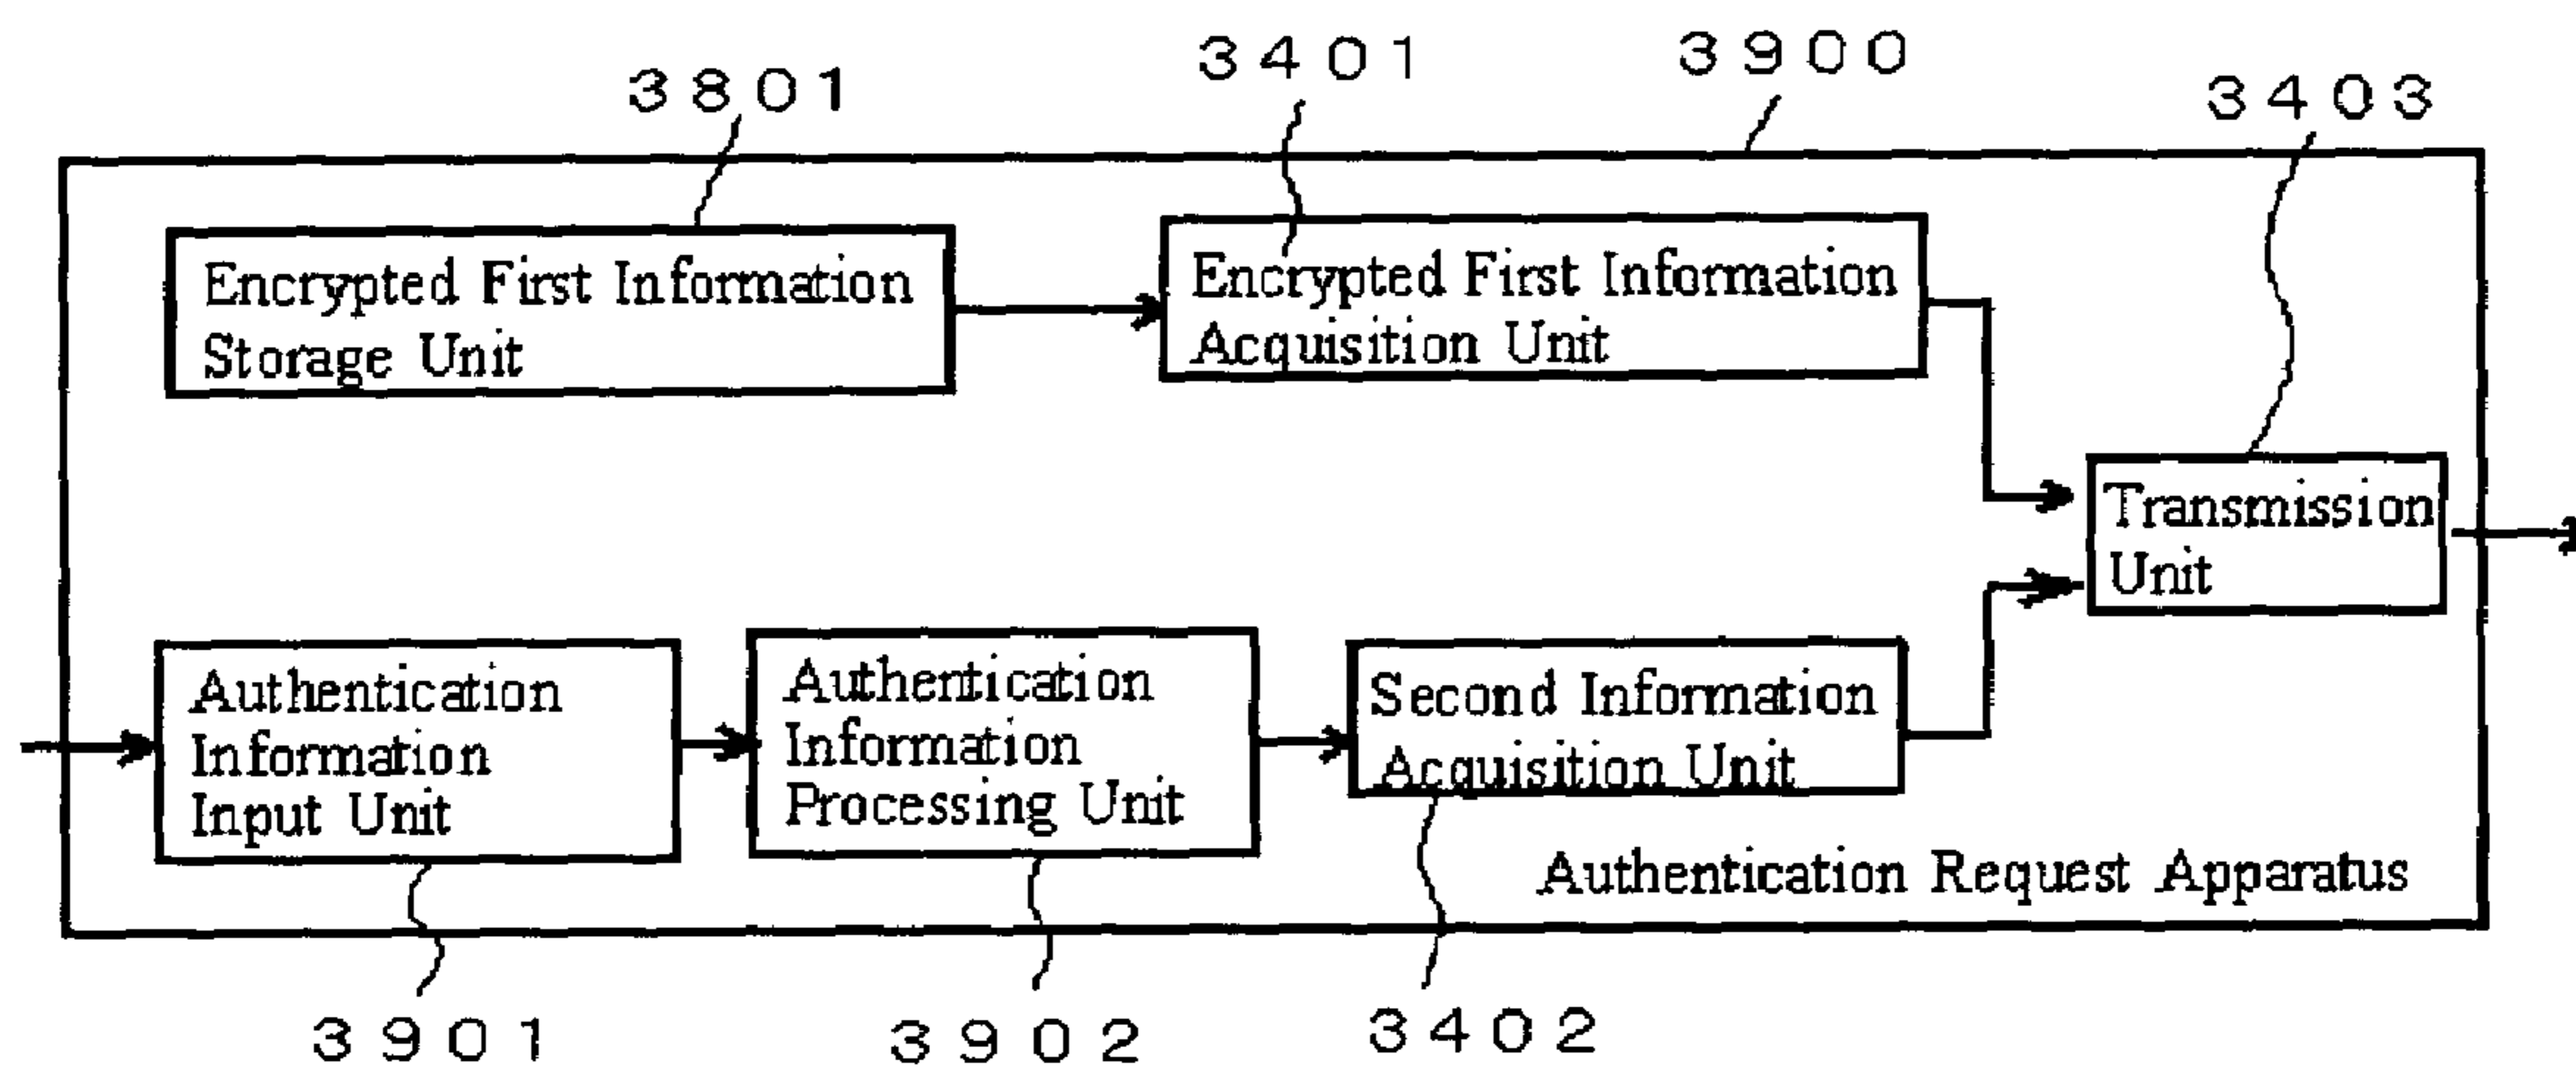 3801
3401
3900
3403
Encrypted First Information
Storage Unit
Encrypted First Information
Acquisition Unit
Transmission
Unit
Authentication
Information
Input Unit
Authentication
Information
Processing Unit
Second Information
Acquisition Unit
Authentication Request Apparatus
3901
3902
3402